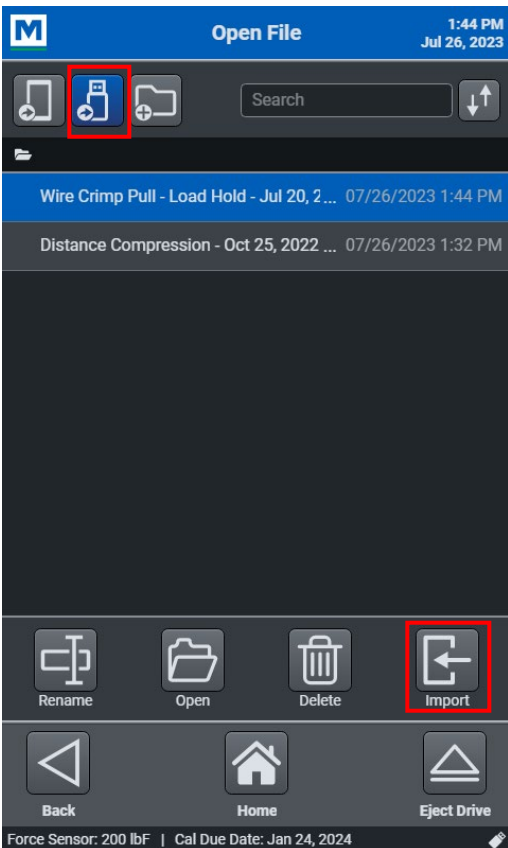 M
Open File
1:44 PM
Jul 26, 2023
Search
Wire Crimp Pull - Load Hold - Jul 20, 2... 07/26/2023 1:44 PM
Distance Compression - Oct 25, 2022 ... 07/26/2023 1:32 PM
Rename Open Delete Import
Back Home Eject Drive
Force Sensor: 200 lbF | Cal Due Date: Jan 24, 2024